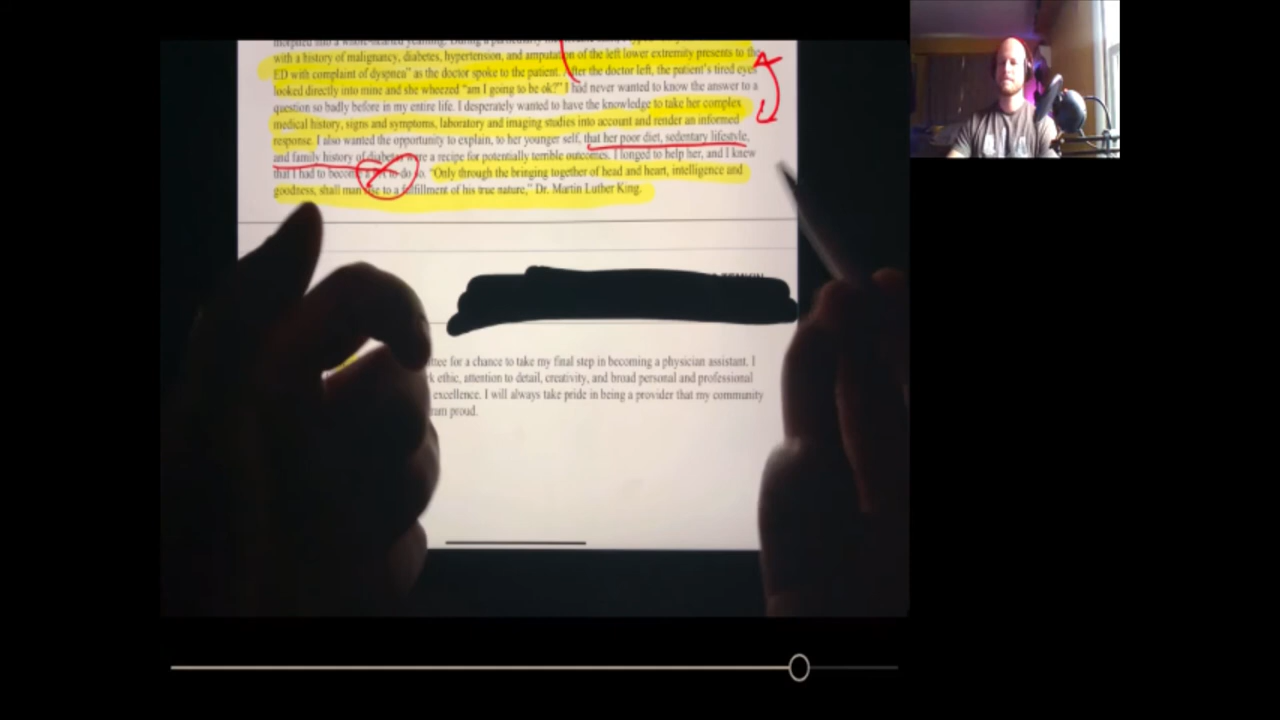 with a history of malignancy, diabetes, hypertension, and amputation of the left lower extremity presents to the
ED with complaint of dyspnea" as the doctor spoke to the patient. After the doctor left, the patient's tired eyes
looked directly into mine and she wheezed "am I going to be ok?" I had never wanted to know the answer to a
question so badly before in my entire life. I desperately wanted to have the knowledge to take her complex
medical history, signs and symptoms, laboratory and imaging studies into account and render an informed
response. I also wanted the opportunity to explain, to her younger self, that her poor diet, sedentary lifestyle,
and family history of diabetes were a recipe for potentially terrible outcomes. I longed to help her, and I knew
that I had to become to do so. "Only through the bringing together of head and heart, intelligence and
goodness, shall man rise to a fulfillment of his true nature," Dr. Martin Luther King.
for a chance to take my final step in becoming a physician assistant. I
ethic, attention to detail, creativity, and broad personal and professional
excellence. I will always take pride in being a provider that my community
proud.